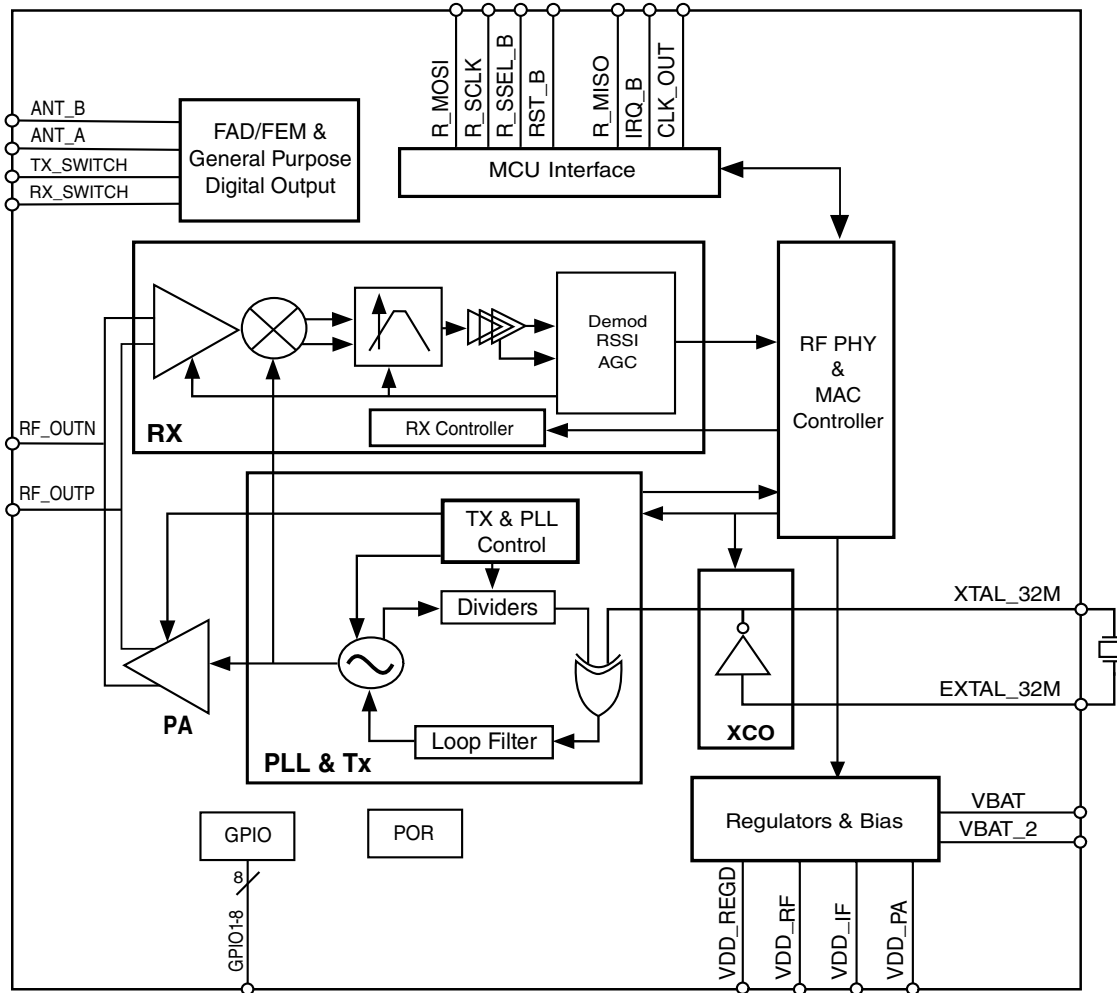 R_MOSI
R_SCLK
R_SSEL_B
RST_B
R_MISO
IRQ_B
CLK_OUT
ANT_B
ANT_A
TX_SWITCH
RX_SWITCH
FAD/FEM &
General Purpose
Digital Output
MCU Interface
Demod
RSSI
AGC
RF PHY
&
MAC
Controller
RX Controller
RX
RF_OUTN
RF_OUTP
TX & PLL
Control
Dividers
Loop Filter
PLL & Tx
PA
XCO
XTAL_32M
EXTAL_32M
Regulators & Bias
VBAT
VBAT_2
GPIO
POR
8
GPIO1-8
VDD_REGD
VDD_RF
VDD_IF
VDD_PA